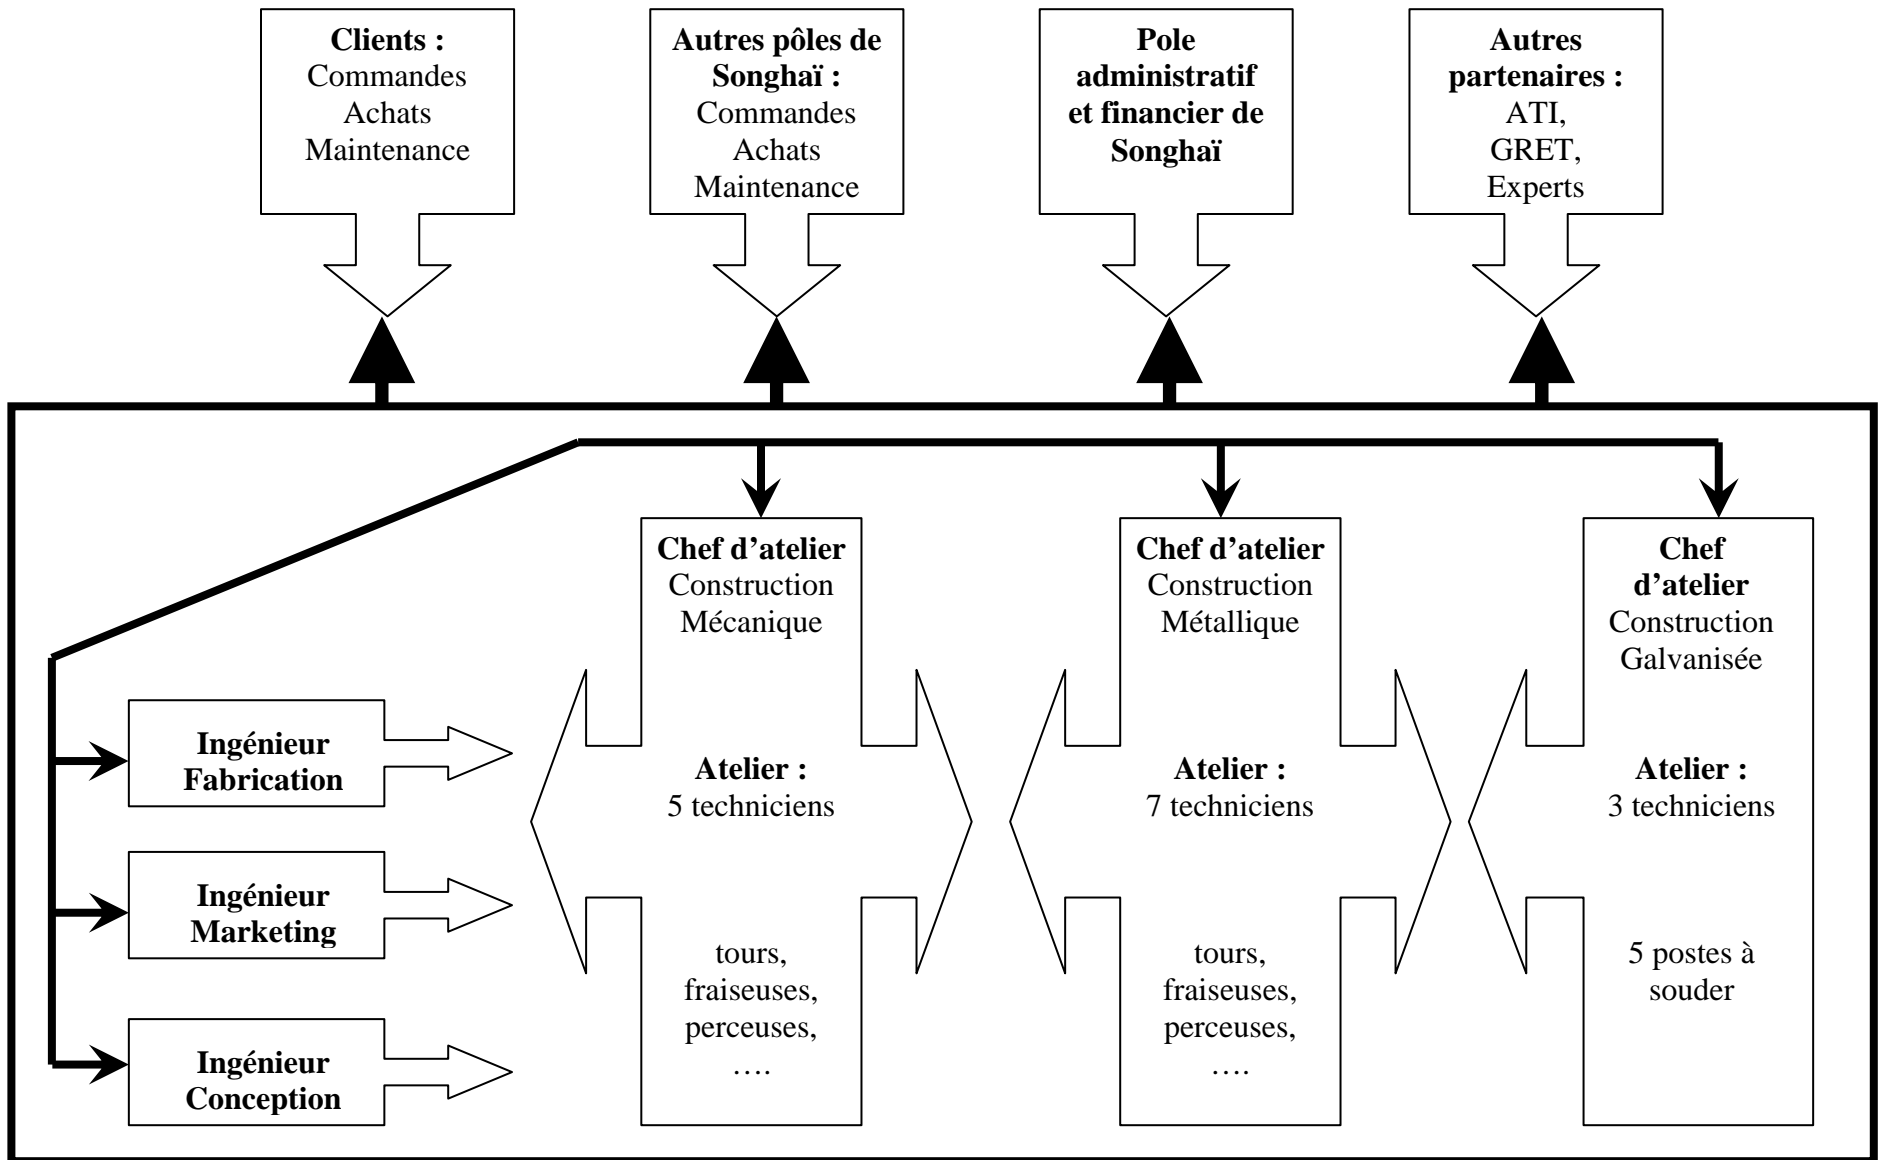 Clients :
Commandes
Achats
Maintenance
Autres pôles de
Songhaï :
Commandes
Achats
Maintenance
Pole
administratif
et financier de
Songhaï
Autres
partenaires :
ATI,
GRET,
Experts
Chef d’atelier
Construction
Mécanique
Atelier :
5 techniciens
tours,
fraiseuses,
perceuses,
….
Chef d’atelier
Construction
Métallique
Atelier :
7 techniciens
tours,
fraiseuses,
perceuses,
….
Chef
d’atelier
Construction
Galvanisée
Atelier :
3 techniciens
5 postes à
souder
Ingénieur
Fabrication
Ingénieur
Marketing
Ingénieur
Conception